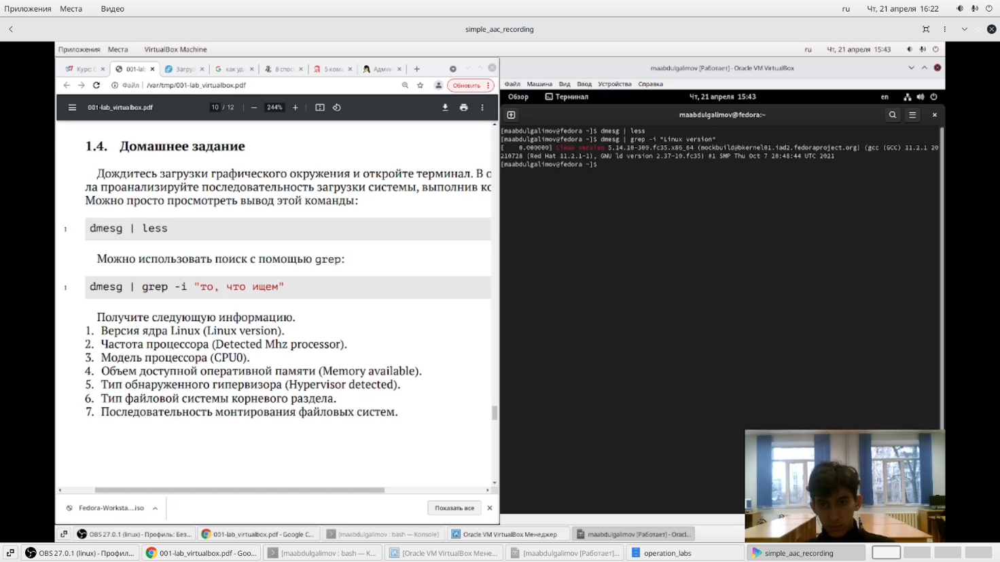 Приложения Места Видео ru Чт, 21 апреля 16:22
simple_aac_recording
Приложения Места VirtualBox Machine ru Чт, 21 апреля 15:43
Курс: С 001-lab Загруз как уда 8 спос 5 кома Админ
Файл /var/tmp/001-lab_virtualbox.pdf Обновить
001-lab_virtualbox.pdf 10 / 12 244%
1.4. Домашнее задание
Дождитесь загрузки графического окружения и откройте терминал. В о
ла проанализируйте последовательность загрузки системы, выполнив ко
Можно просто просмотреть вывод этой команды:
1 dmesg | less
Можно использовать поиск с помощью grep:
1 dmesg | grep -i "то, что ищем"
Получите следующую информацию.
1. Версия ядра Linux (Linux version).
2. Частота процессора (Detected Mhz processor).
3. Модель процессора (CPU0).
4. Объем доступной оперативной памяти (Memory available).
5. Тип обнаруженного гипервизора (Hypervisor detected).
6. Тип файловой системы корневого раздела.
7. Последовательность монтирования файловых систем.
Fedora-Worksta....iso Показать все
maabdulgalimov [Работает] - Oracle VM VirtualBox
Файл Машина Вид Ввод Устройства Справка
Обзор Терминал Чт, 21 апреля 15:43 en
maabdulgalimov@fedora:~
[maabdulgalimov@fedora ~]$ dmesg | less
[maabdulgalimov@fedora ~]$ dmesg | grep -i "Linux version"
[ 0.000000] Linux version 5.14.10-300.fc35.x86_64 (mockbuild@bkernel01.iad2.fedoraproject.org) (gcc (GCC) 11.2.1 20
210728 (Red Hat 11.2.1-1), GNU ld version 2.37-10.fc35) #1 SMP Thu Oct 7 20:48:44 UTC 2021
[maabdulgalimov@fedora ~]$
OBS 27.0.1 (linux) - Профиль: Без... 001-lab_virtualbox.pdf - Google C... [maabdulgalimov : bash — Konsole] Oracle VM VirtualBox Менеджер maabdulgalimov [Работает] - Oracl...
OBS 27.0.1 (linux) - Профил... 001-lab_virtualbox.pdf - Goo... [maabdulgalimov : bash — K... [Oracle VM VirtualBox Мене... [maabdulgalimov [Работает]... operation_labs simple_aac_recording